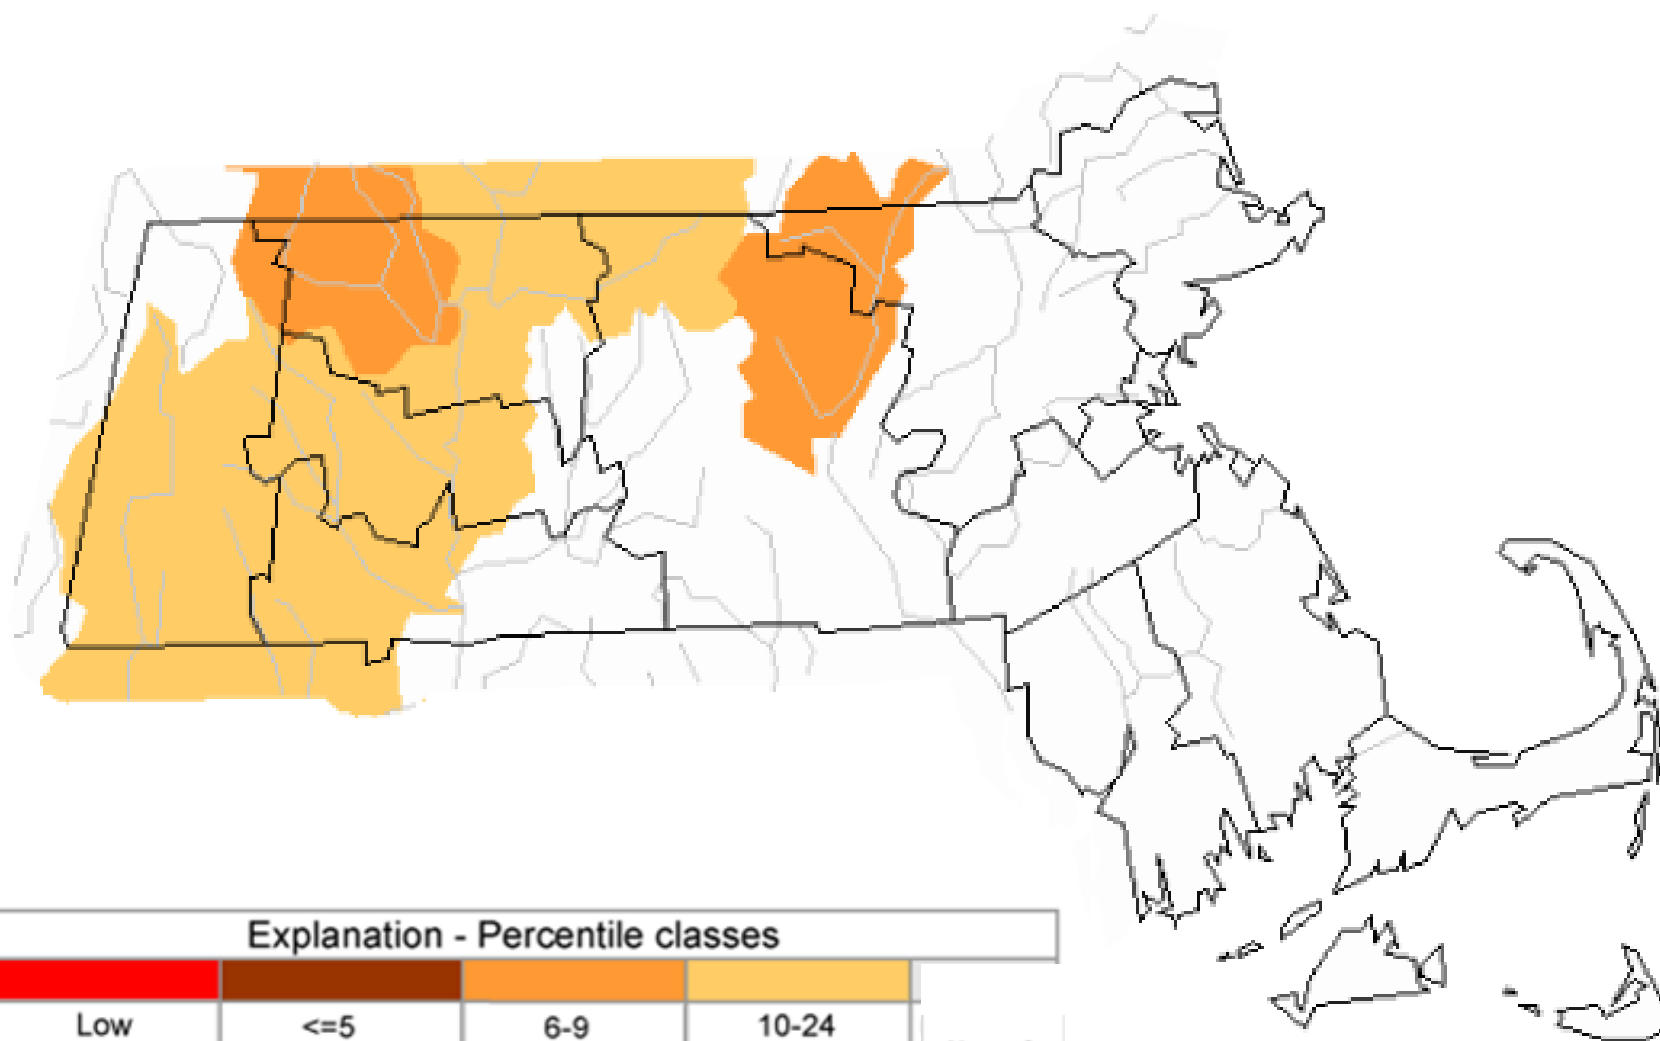 Explanation - Percentile classes
Low <=5 6-9 10-24